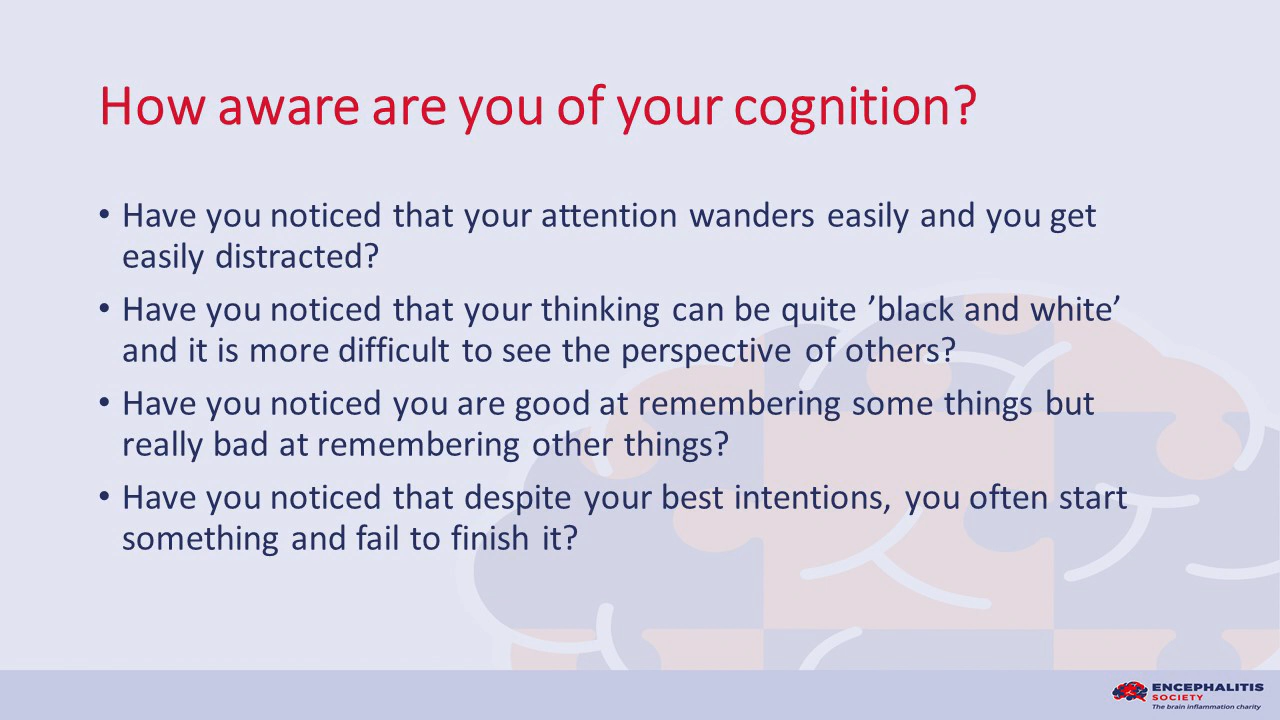 How aware are you of your cognition?
• Have you noticed that your attention wanders easily and you get
easily distracted?
• Have you noticed that your thinking can be quite ’black and white’
and it is more difficult to see the perspective of others?
• Have you noticed you are good at remembering some things but
really bad at remembering other things?
• Have you noticed that despite your best intentions, you often start
something and fail to finish it?
ENCEPHALITIS
SOCIETY
The brain inflammation charity